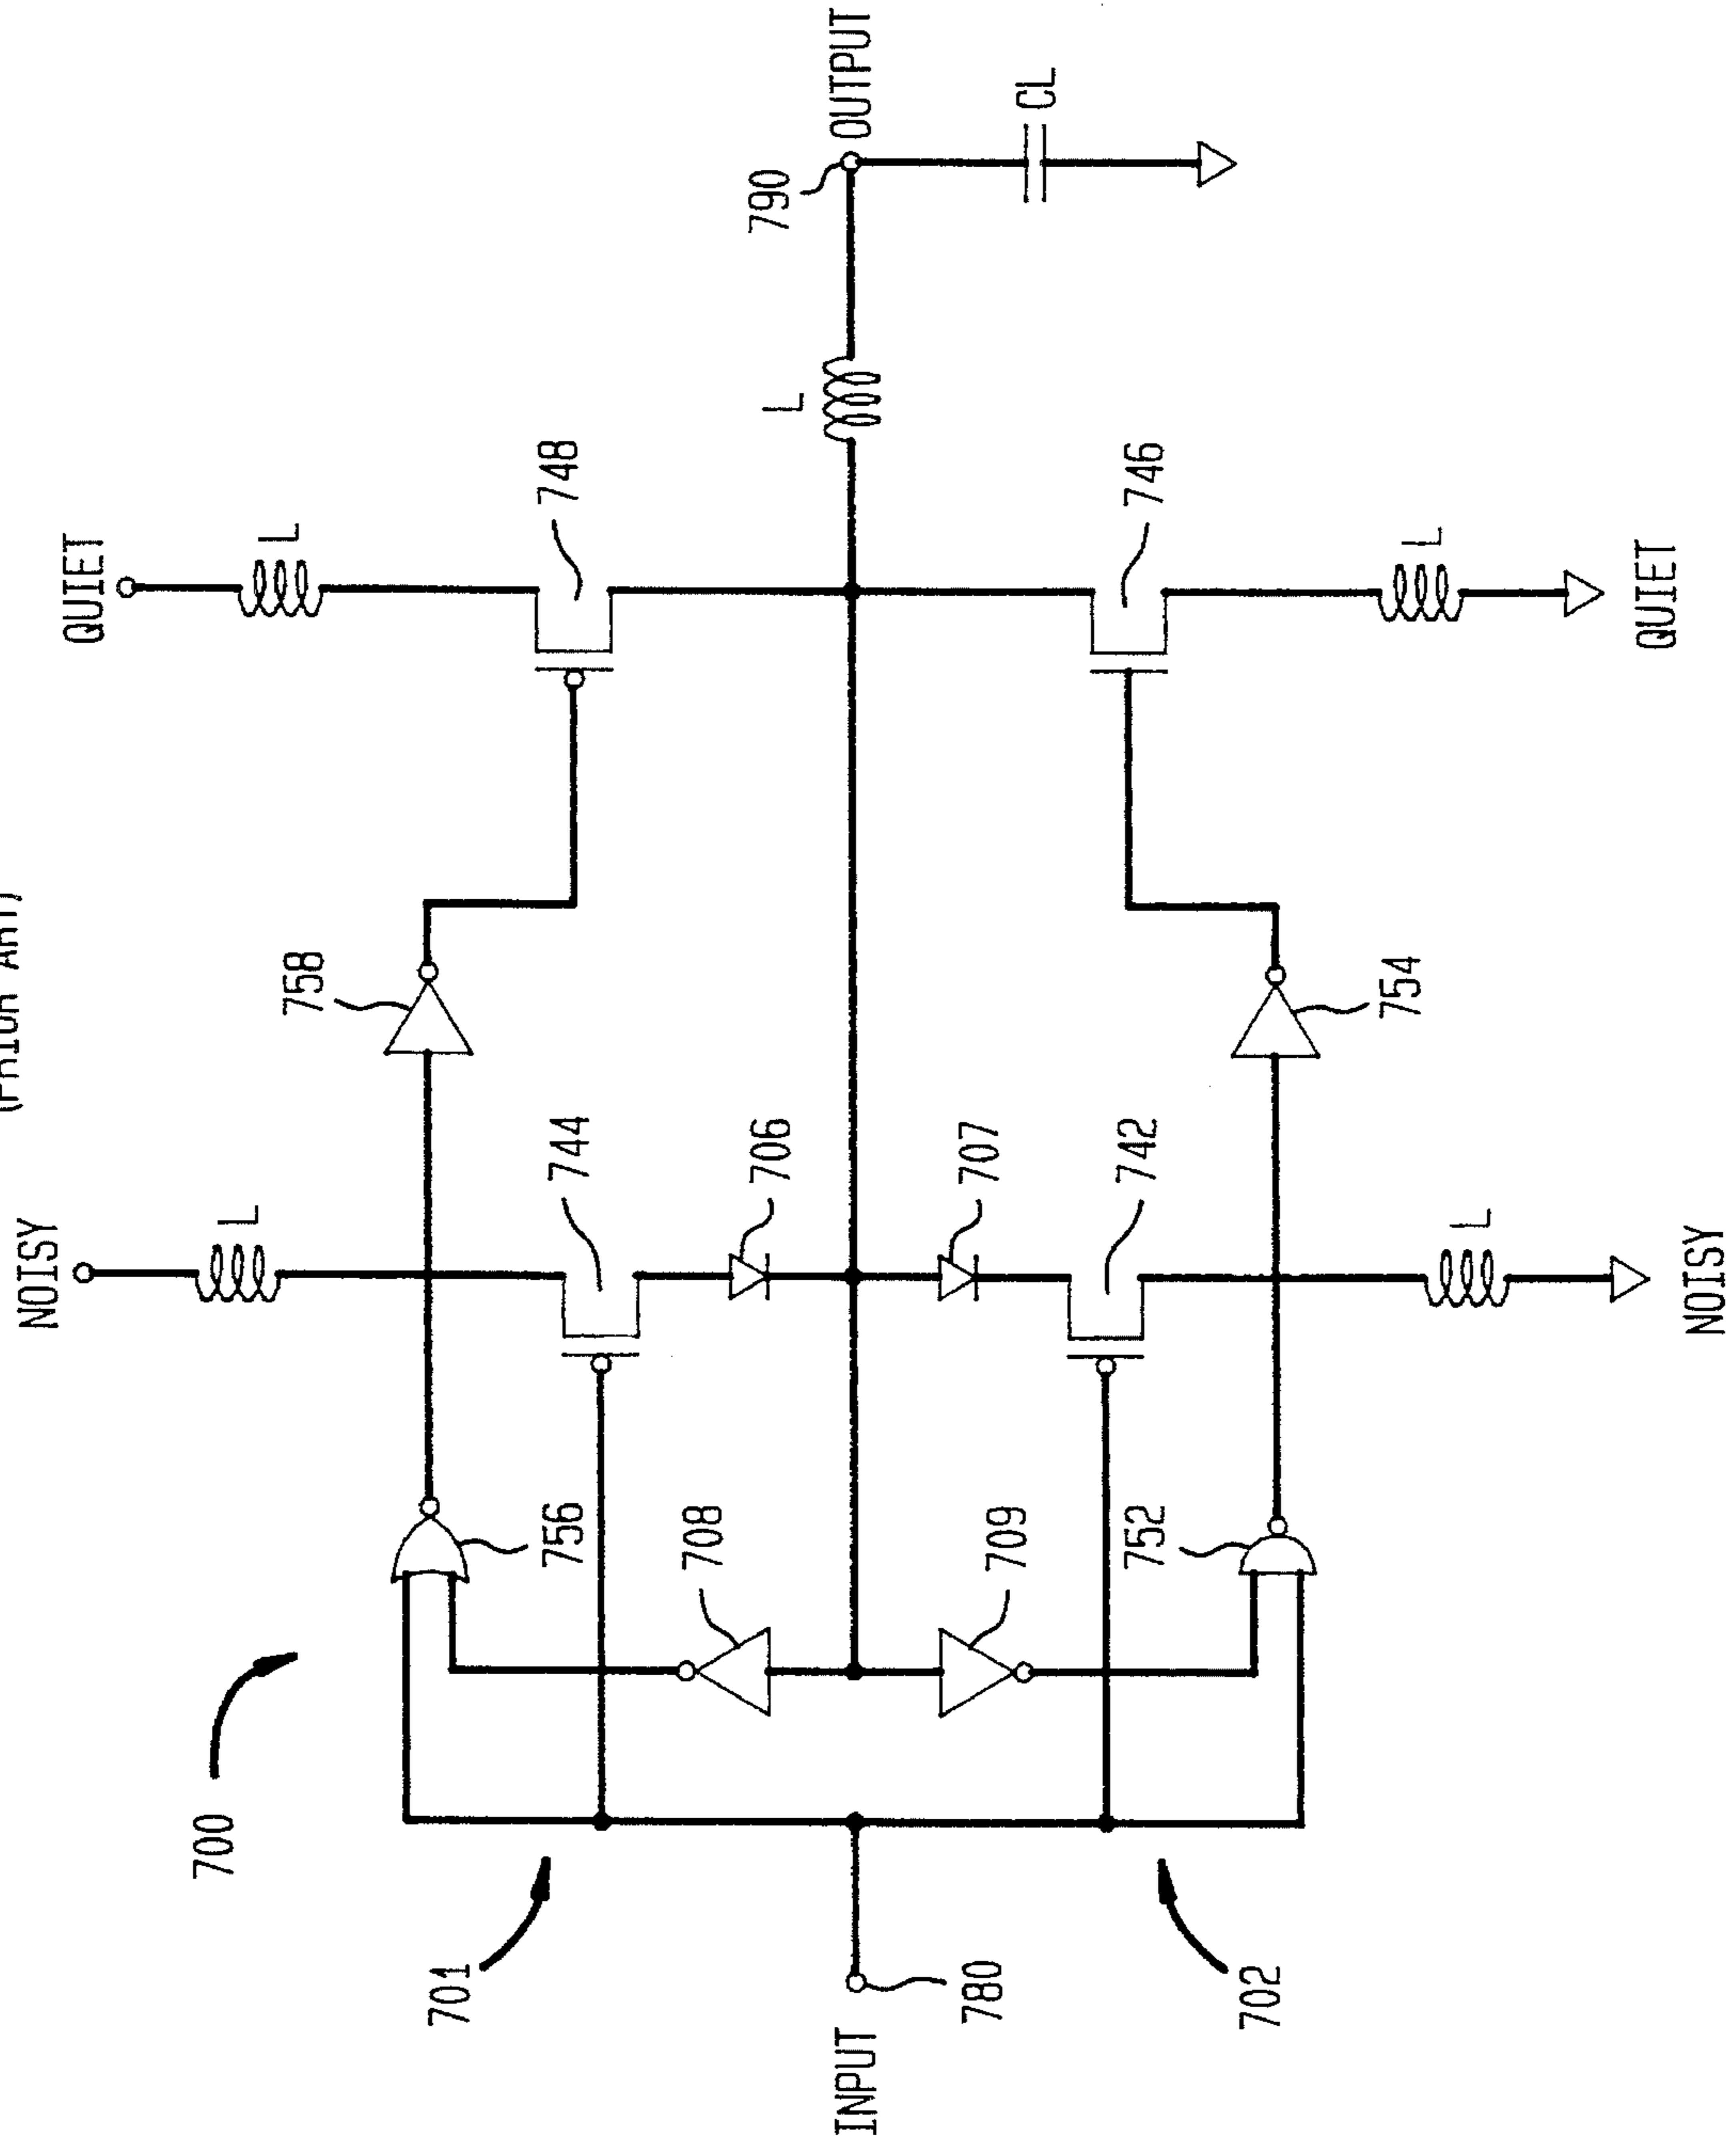 (PRIOR ART)
NOISY
QUIET
L
L
700
758
701
756
744
748
708
706
L
790
OUTPUT
INPUT
780
709
707
CL
752
742
746
702
754
L
L
NOISY
QUIET